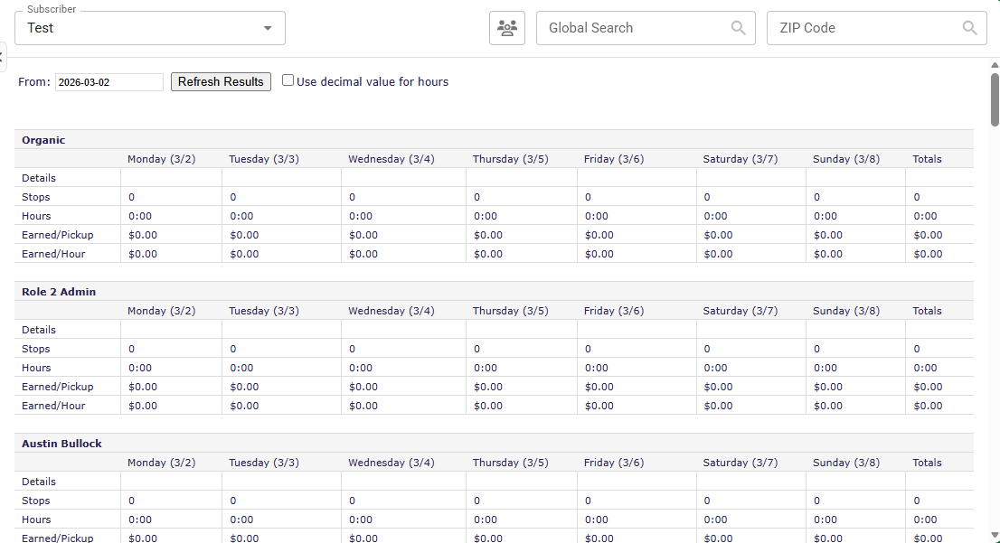 Subscriber
Test
Global Search
ZIP Code
From: 2026-03-02 Refresh Results Use decimal value for hours
Organic
Monday (3/2) Tuesday (3/3) Wednesday (3/4) Thursday (3/5) Friday (3/6) Saturday (3/7) Sunday (3/8) Totals
Details
Stops 0 0 0 0 0 0 0 0
Hours 0:00 0:00 0:00 0:00 0:00 0:00 0:00 0:00
Earned/Pickup $0.00 $0.00 $0.00 $0.00 $0.00 $0.00 $0.00 $0.00
Earned/Hour $0.00 $0.00 $0.00 $0.00 $0.00 $0.00 $0.00 $0.00
Role 2 Admin
Monday (3/2) Tuesday (3/3) Wednesday (3/4) Thursday (3/5) Friday (3/6) Saturday (3/7) Sunday (3/8) Totals
Details
Stops 0 0 0 0 0 0 0 0
Hours 0:00 0:00 0:00 0:00 0:00 0:00 0:00 0:00
Earned/Pickup $0.00 $0.00 $0.00 $0.00 $0.00 $0.00 $0.00 $0.00
Earned/Hour $0.00 $0.00 $0.00 $0.00 $0.00 $0.00 $0.00 $0.00
Austin Bullock
Monday (3/2) Tuesday (3/3) Wednesday (3/4) Thursday (3/5) Friday (3/6) Saturday (3/7) Sunday (3/8) Totals
Details
Stops 0 0 0 0 0 0 0 0
Hours 0:00 0:00 0:00 0:00 0:00 0:00 0:00 0:00
Earned/Pickup $0.00 $0.00 $0.00 $0.00 $0.00 $0.00 $0.00 $0.00